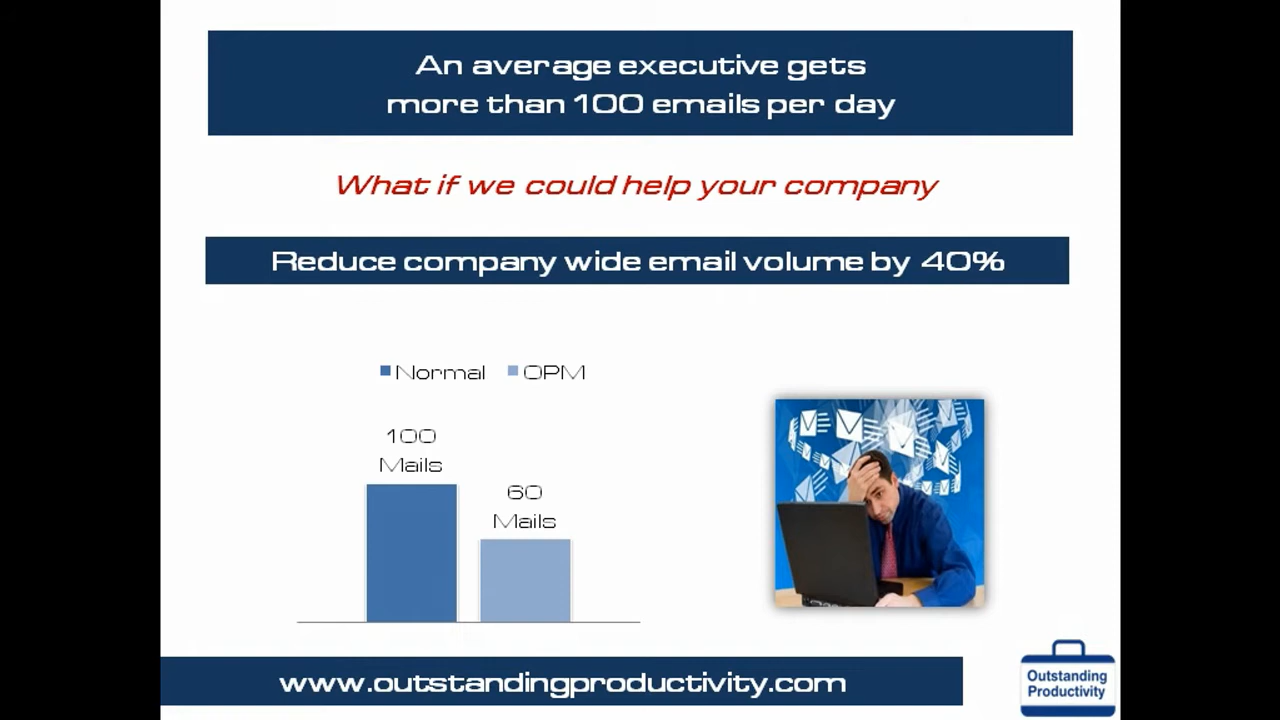 An average executive gets
more than 100 emails per day
What if we could help your company
Reduce company wide email volume by 40%
Normal OPM
100
Mails
60
Mails
www.outstandingproductivity.com
Outstanding
Productivity